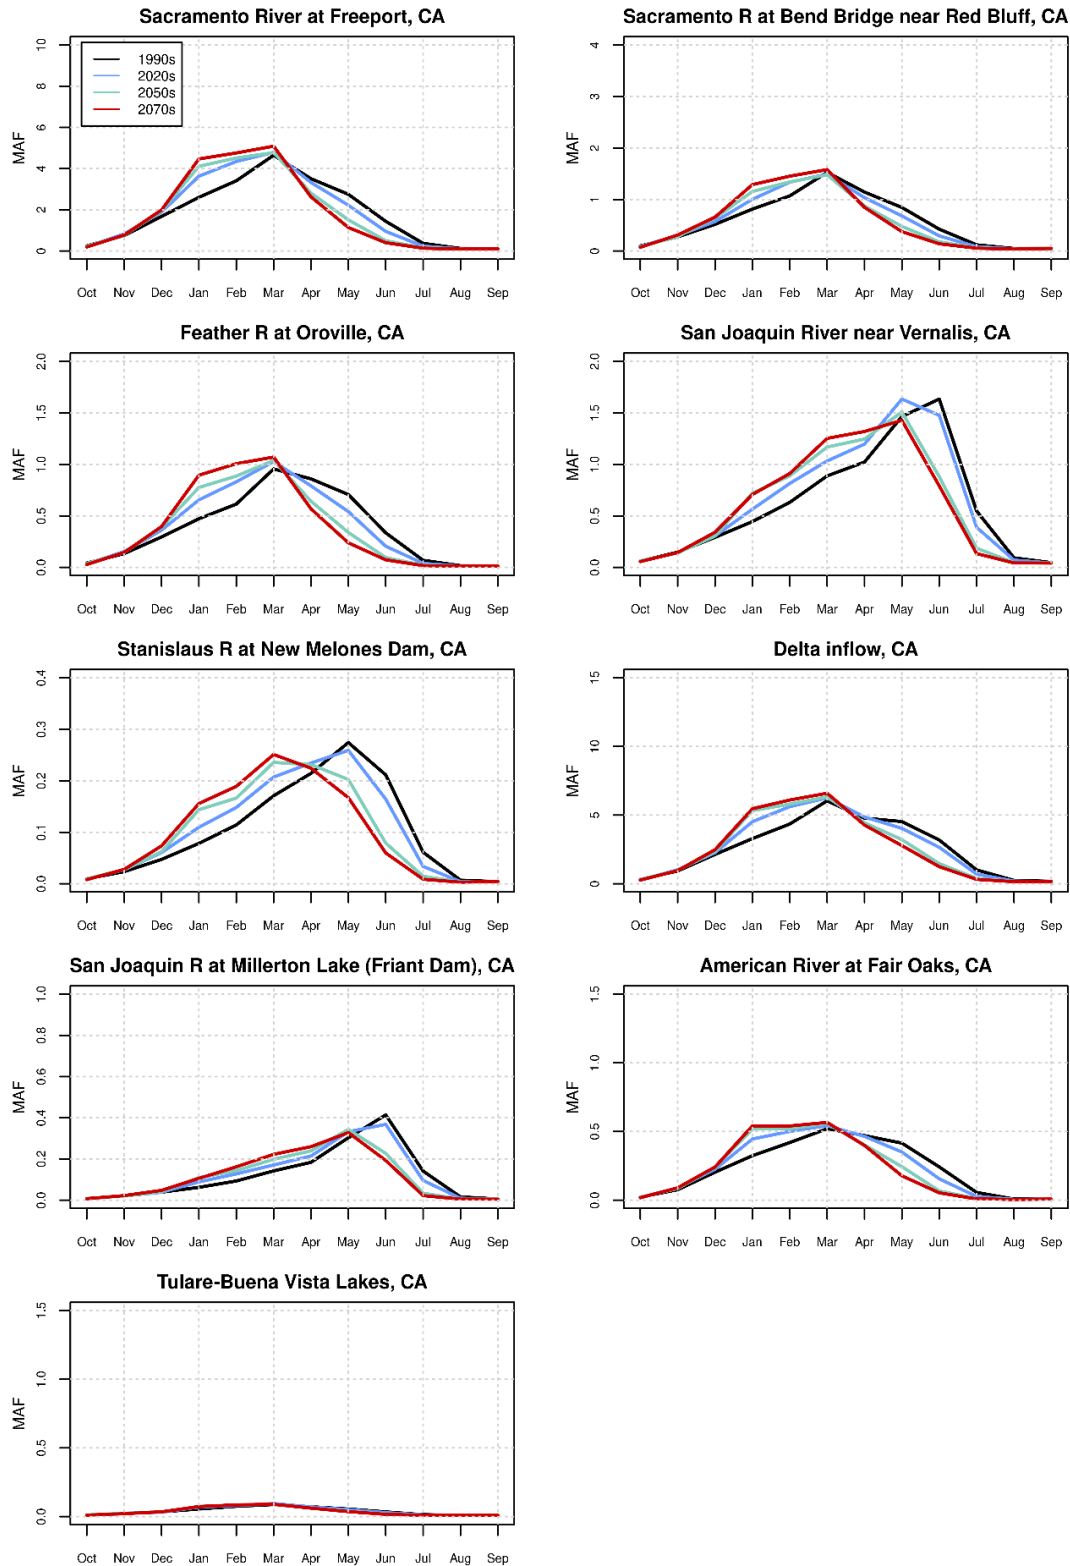 Sacramento River at Freeport, CA
MAF
10
8
6
4
2
0
1990s
2020s
2050s
2070s
Oct Nov Dec Jan Feb Mar Apr May Jun Jul Aug Sep
Sacramento R at Bend Bridge near Red Bluff, CA
MAF
4
3
2
1
0
Oct Nov Dec Jan Feb Mar Apr May Jun Jul Aug Sep
Feather R at Oroville, CA
MAF
2.0
1.5
1.0
0.5
0.0
Oct Nov Dec Jan Feb Mar Apr May Jun Jul Aug Sep
San Joaquin River near Vernalis, CA
MAF
2.0
1.5
1.0
0.5
0.0
Oct Nov Dec Jan Feb Mar Apr May Jun Jul Aug Sep
Stanislaus R at New Melones Dam, CA
MAF
0.4
0.3
0.2
0.1
0.0
Oct Nov Dec Jan Feb Mar Apr May Jun Jul Aug Sep
Delta inflow, CA
MAF
15
10
5
0
Oct Nov Dec Jan Feb Mar Apr May Jun Jul Aug Sep
San Joaquin R at Millerton Lake (Friant Dam), CA
MAF
1.0
0.8
0.6
0.4
0.2
0.0
Oct Nov Dec Jan Feb Mar Apr May Jun Jul Aug Sep
American River at Fair Oaks, CA
MAF
1.5
1.0
0.5
0.0
Oct Nov Dec Jan Feb Mar Apr May Jun Jul Aug Sep
Tulare-Buena Vista Lakes, CA
MAF
1.5
1.0
0.5
0.0
Oct Nov Dec Jan Feb Mar Apr May Jun Jul Aug Sep